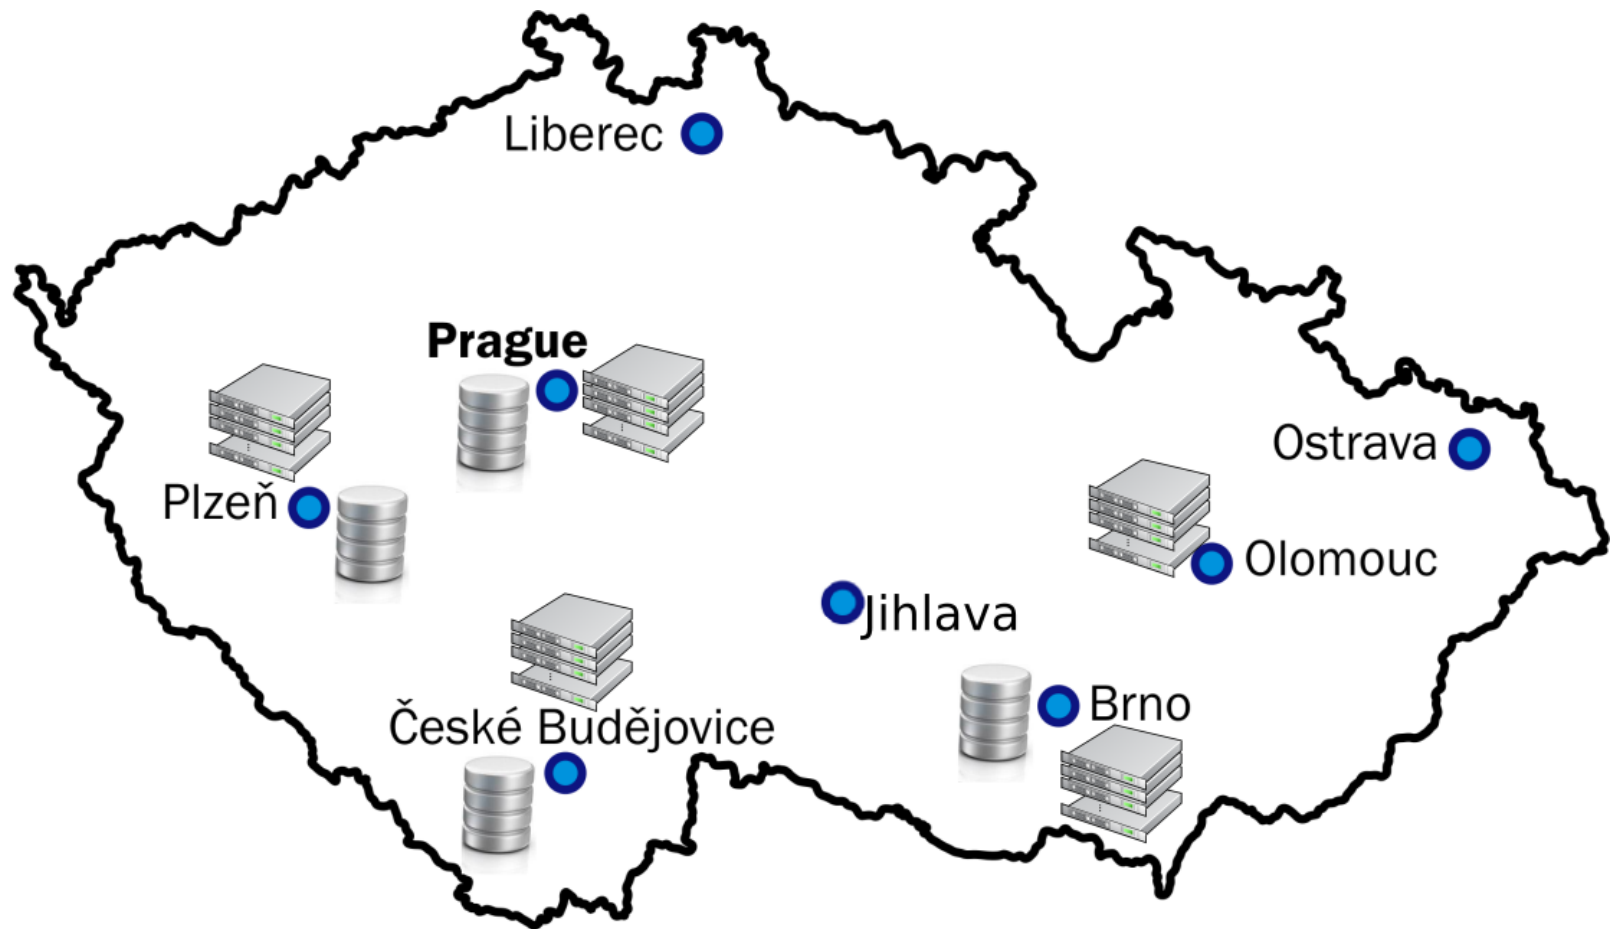 Liberec
Prague
Ostrava
Plzeň
Olomouc
Jihlava
Brno
České Budějovice